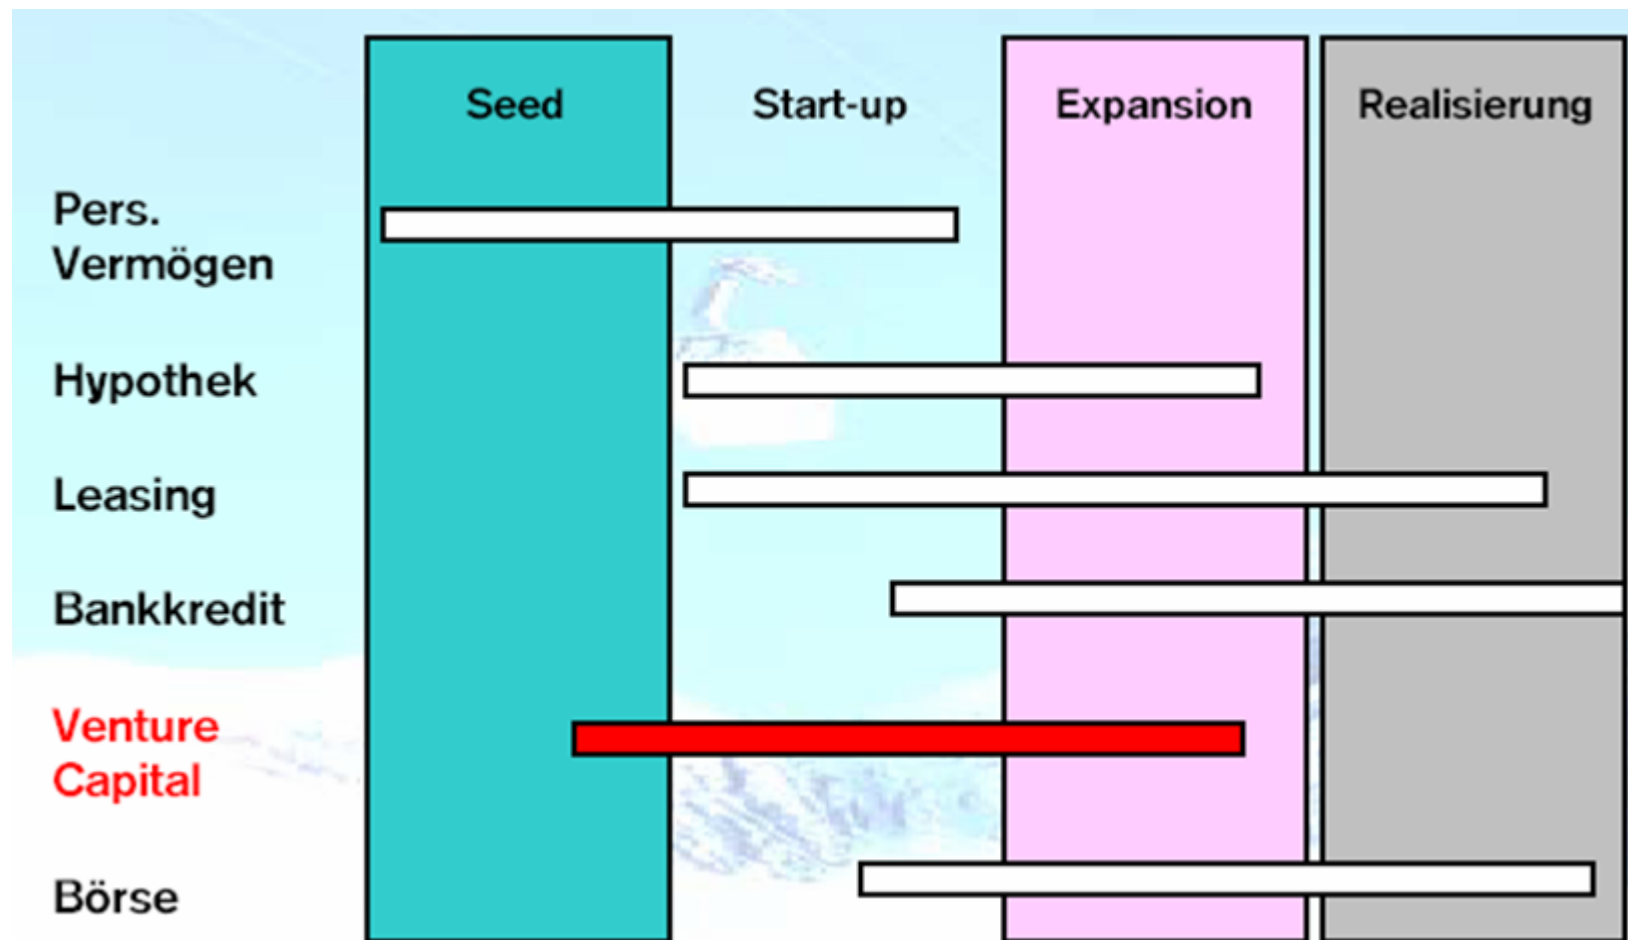 Seed Start-up Expansion Realisierung
Pers.
Vermögen
Hypothek
Leasing
Bankkredit
Venture
Capital
Börse